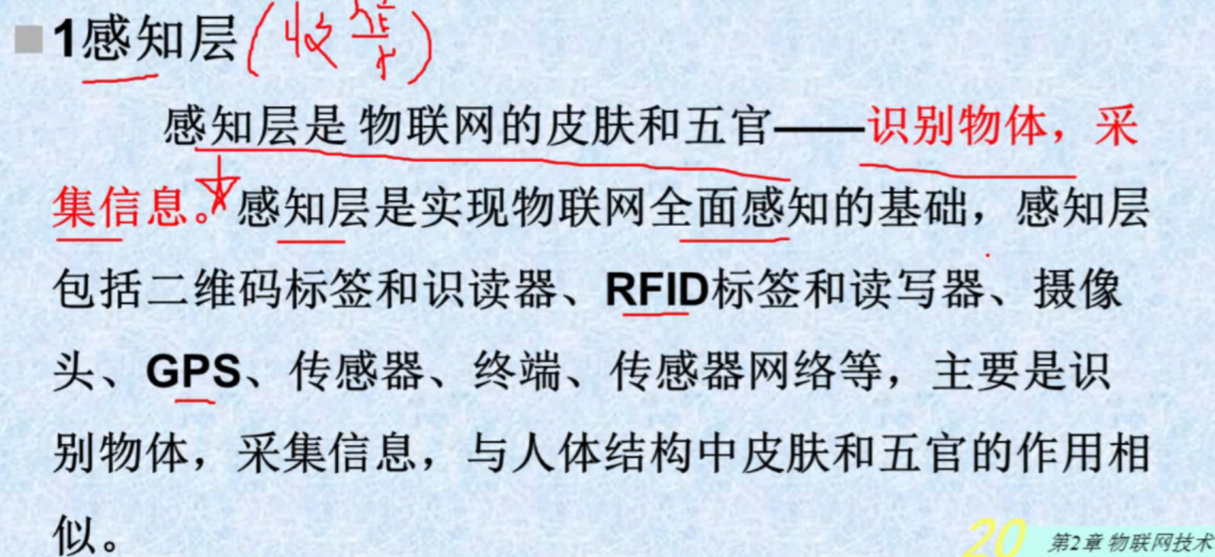 1感知层(收集)
感知层是 物联网的皮肤和五官——识别物体，采
集信息。感知层是实现物联网全面感知的基础，感知层
包括二维码标签和识读器、RFID标签和读写器、摄像
头、GPS、传感器、终端、传感器网络等，主要是识
别物体，采集信息，与人体结构中皮肤和五官的作用相
似。
20 第2章 物联网技术